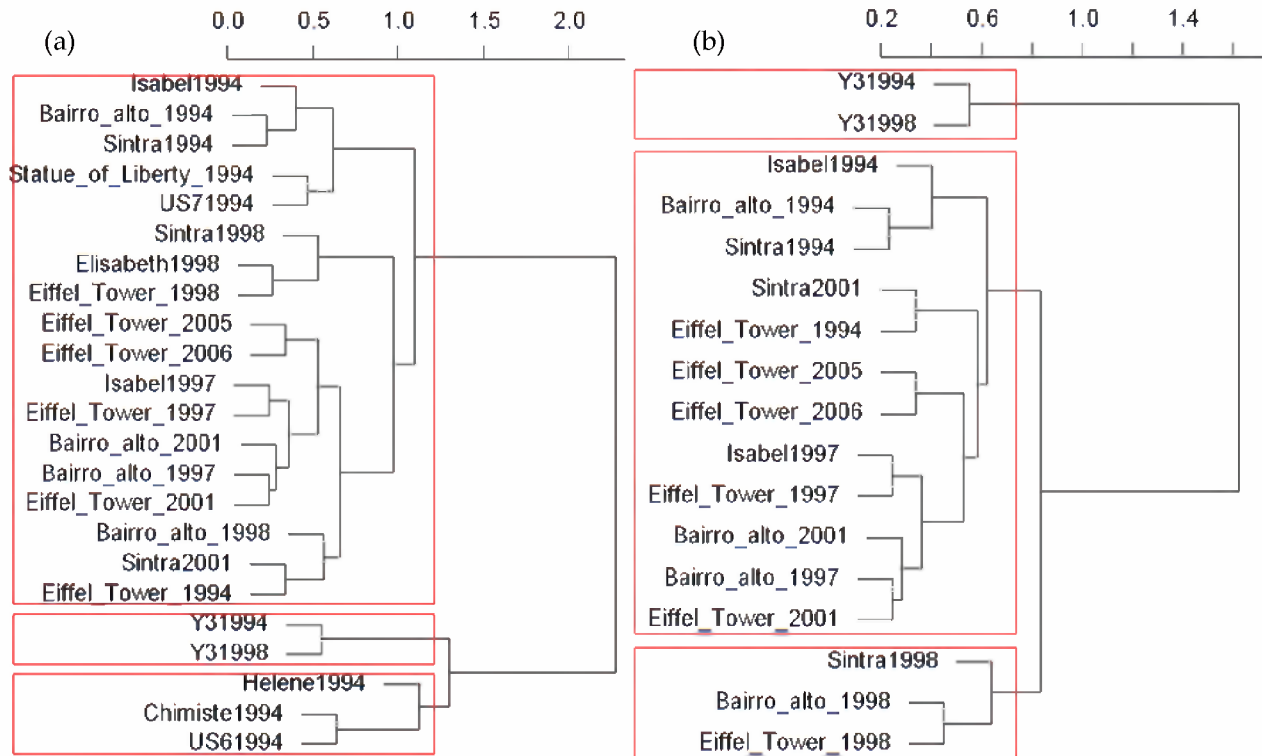 0.0 0.5 1.0 1.5 2.0
(a)
Isabel1994
Bairro_alto_1994
Sintra1994
Statue_of_Liberty_1994
US71994
Sintra1998
Elisabeth1998
Eiffel_Tower_1998
Eiffel_Tower_2005
Eiffel_Tower_2006
Isabel1997
Eiffel_Tower_1997
Bairro_alto_2001
Bairro_alto_1997
Eiffel_Tower_2001
Bairro_alto_1998
Sintra2001
Eiffel_Tower_1994
Y31994
Y31998
Helene1994
Chimiste1994
US61994
0.2 0.6 1.0 1.4
(b)
Y31994
Y31998
Isabel1994
Bairro_alto_1994
Sintra1994
Sintra2001
Eiffel_Tower_1994
Eiffel_Tower_2005
Eiffel_Tower_2006
Isabel1997
Eiffel_Tower_1997
Bairro_alto_2001
Bairro_alto_1997
Eiffel_Tower_2001
Sintra1998
Bairro_alto_1998
Eiffel_Tower_1998